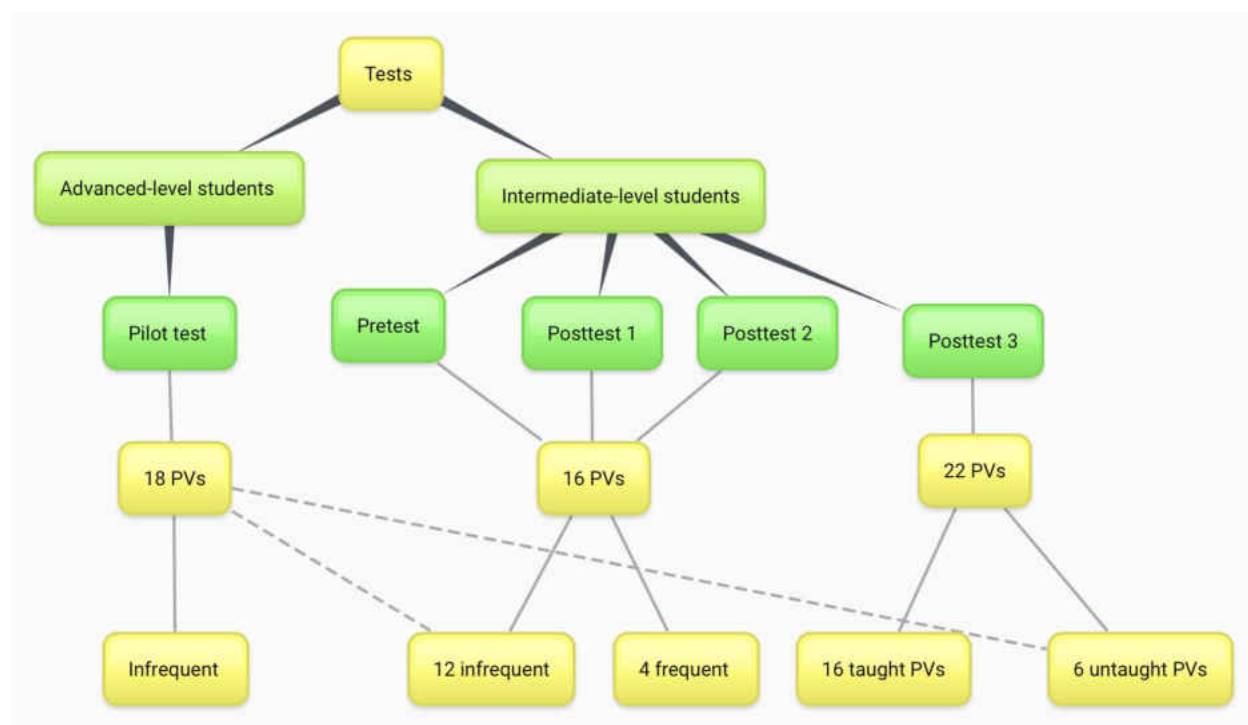 Tests
Advanced-level students
Intermediate-level students
Pilot test
Pretest
Posttest 1
Posttest 2
Posttest 3
18 PVs
16 PVs
22 PVs
Infrequent
12 infrequent
4 frequent
16 taught PVs
6 untaught PVs